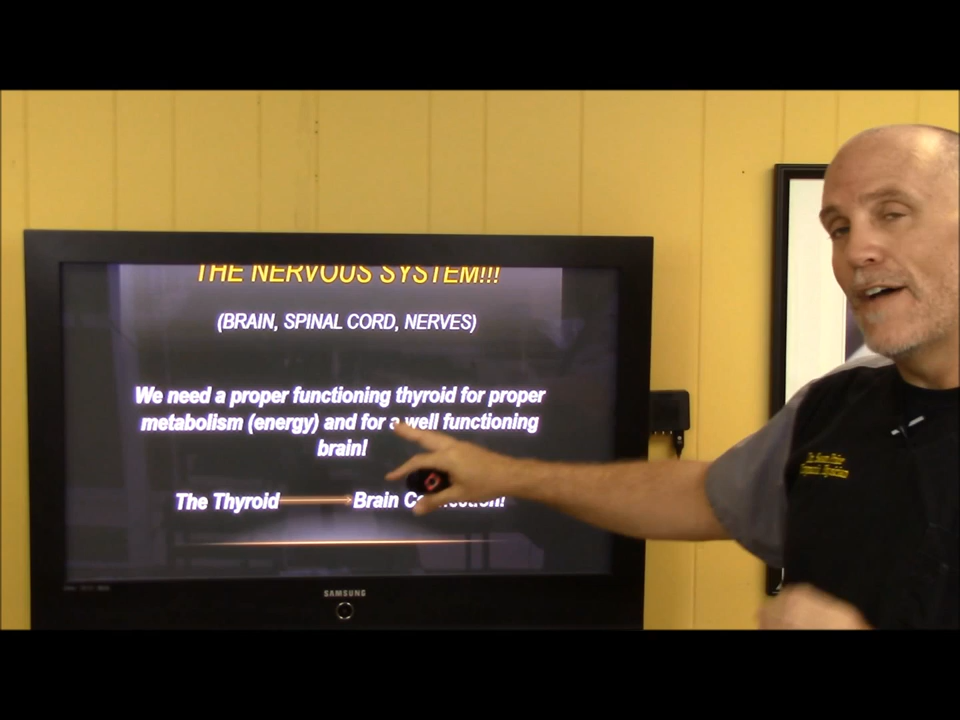 THE NERVOUS SYSTEM!!!
(BRAIN, SPINAL CORD, NERVES)
We need a proper functioning thyroid for proper
metabolism (energy) and for a well functioning
brain!
The Thyroid Brain
SAMSUNG